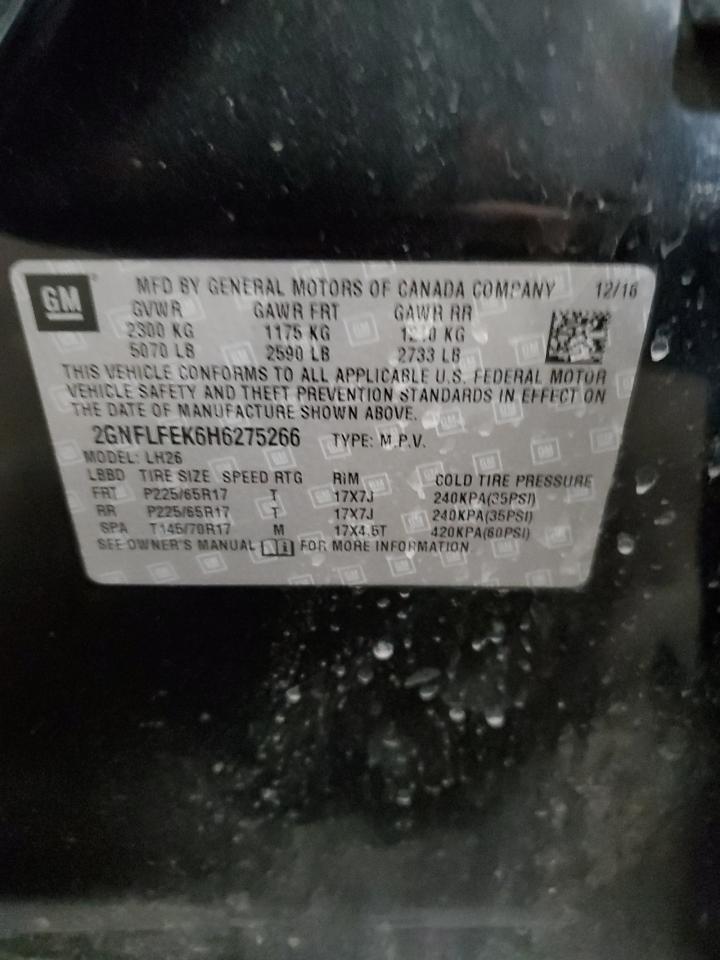 GM
MFD BY GENERAL MOTORS OF CANADA COMPANY 12/16
GVWR GAWR FRT GAWR RR
2300 KG 1175 KG KG
5070 LB 2590 LB 2733 LB
THIS VEHICLE CONFORMS TO ALL APPLICABLE U.S. FEDERAL MOTOR
VEHICLE SAFETY AND THEFT PREVENTION STANDARDS IN EFFECT ON
THE DATE OF MANUFACTURE SHOWN ABOVE.
2GNFLFEK6H6275266 TYPE: M.P.V.
MODEL: LH26
LBBD TIRE SIZE SPEED RTG RIM COLD TIRE PRESSURE
FRT P225/65R17 T 17X7J 240KPA(35PSI)
RR P225/65R17 T 17X7J 240KPA(35PSI)
SPA T145/70R17 M 17X4.5T 420KPA(60PSI)
SEE OWNER'S MANUAL FOR MORE INFORMATION.